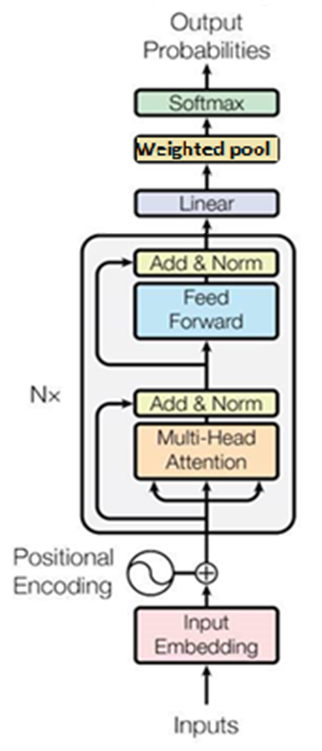 Output
Probabilities
Softmax
Weighted pool
Linear
Add & Norm
Feed
Forward
Nx
Add & Norm
Multi-Head
Attention
Positional
Encoding
Input
Embedding
Inputs